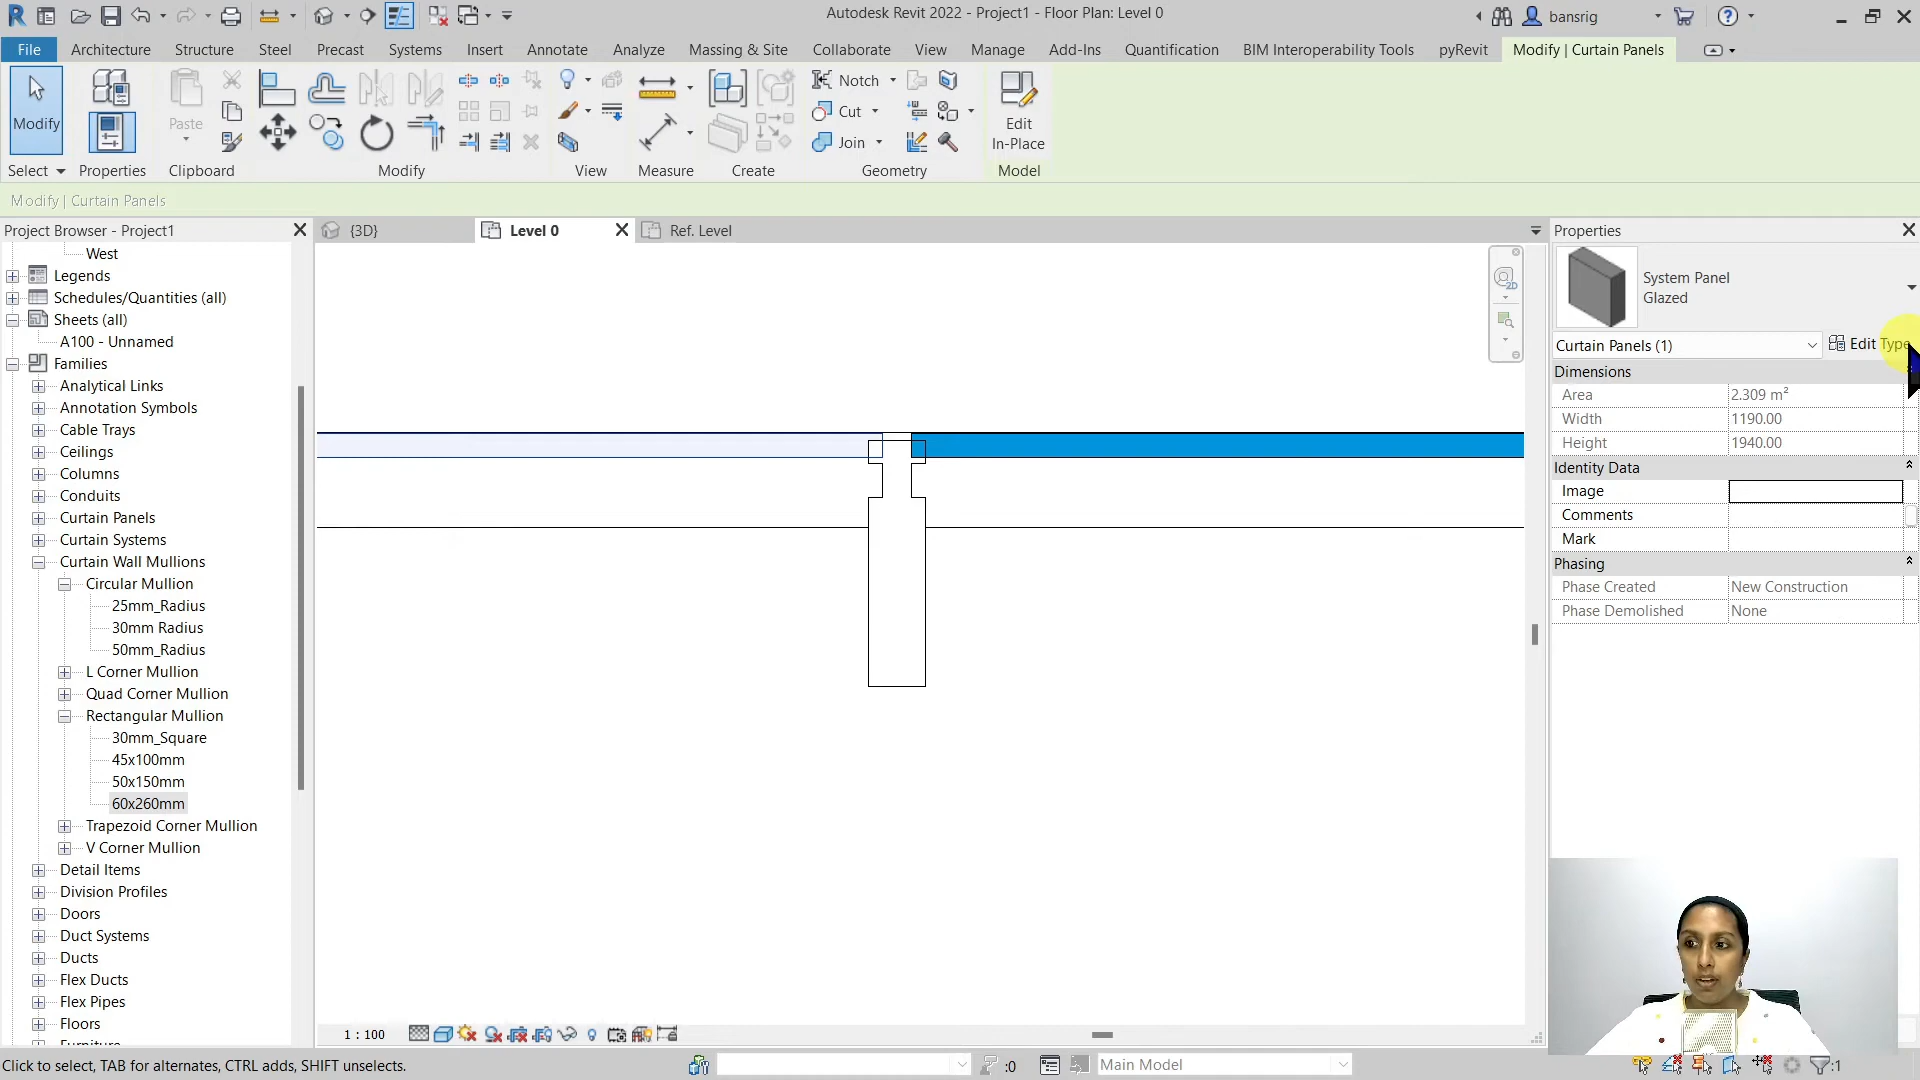 Autodesk Revit 2022 - Project1 - Floor Plan: Level 0
bansrig
File Architecture Structure Steel Precast Systems Insert Annotate Analyze Massing & Site Collaborate View Manage Add-Ins Quantification BIM Interoperability Tools pyRevit Modify | Curtain Panels
Modify
Paste
Notch
Cut
Join
Edit
In-Place
Select Properties Clipboard Modify View Measure Create Geometry Model
Modify | Curtain Panels
Project Browser - Project1
{3D}
Level 0
Ref. Level
West
Legends
Schedules/Quantities (all)
Sheets (all)
A100 - Unnamed
Families
Analytical Links
Annotation Symbols
Cable Trays
Ceilings
Columns
Conduits
Curtain Panels
Curtain Systems
Curtain Wall Mullions
Circular Mullion
25mm_Radius
30mm Radius
50mm_Radius
L Corner Mullion
Quad Corner Mullion
Rectangular Mullion
30mm_Square
45x100mm
50x150mm
60x260mm
Trapezoid Corner Mullion
V Corner Mullion
Detail Items
Division Profiles
Doors
Duct Systems
Ducts
Flex Ducts
Flex Pipes
Floors
2D
Properties
System Panel
Glazed
Curtain Panels (1)
Edit Type
Dimensions
Area 2.309 m²
Width 1190.00
Height 1940.00
Identity Data
Image
Comments
Mark
Phasing
Phase Created New Construction
Phase Demolished None
1 : 100
Click to select, TAB for alternates, CTRL adds, SHIFT unselects.
:0
Main Model
:1